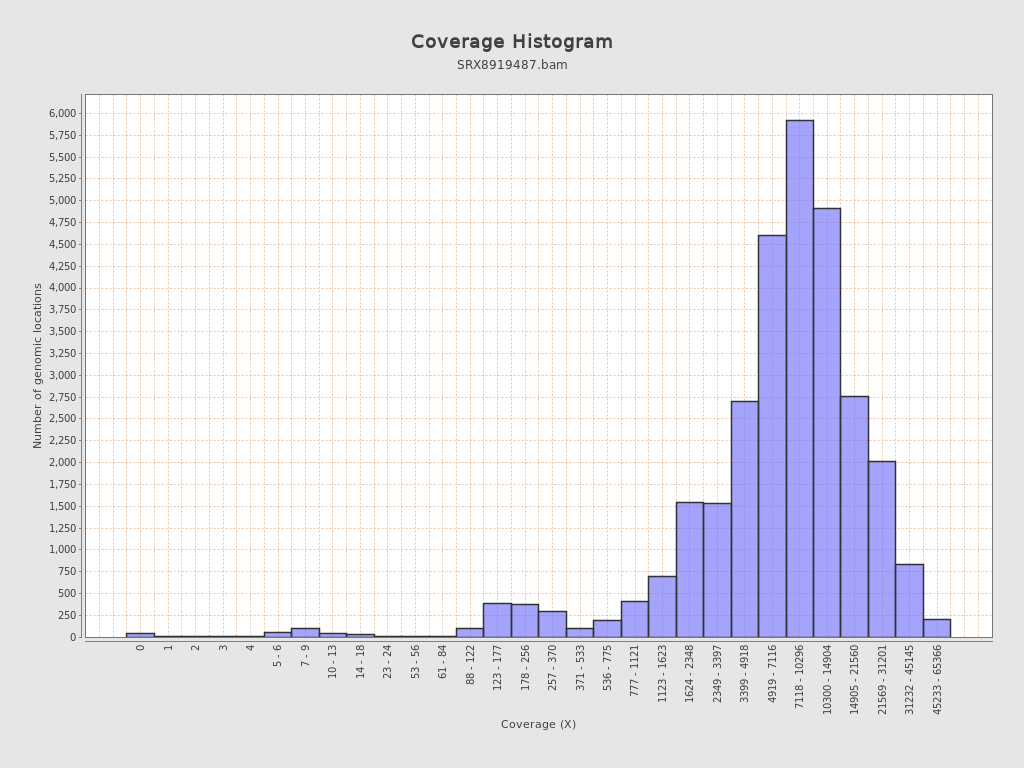 Coverage Histogram
SRX8919487.bam
Number of genomic locations
6,000
5,750
5,500
5,250
5,000
4,750
4,500
4,250
4,000
3,750
3,500
3,250
3,000
2,750
2,500
2,250
2,000
1,750
1,500
1,250
1,000
750
500
250
0
0
1
2
3
4
5 - 6
7 - 9
10 - 13
14 - 18
23 - 24
53 - 56
61 - 84
88 - 122
123 - 177
178 - 256
257 - 370
371 - 533
536 - 775
777 - 1121
1123 - 1623
1624 - 2348
2349 - 3397
3399 - 4918
4919 - 7116
7118 - 10296
10300 - 14904
14905 - 21560
21569 - 31201
31232 - 45145
45233 - 65366
Coverage (X)